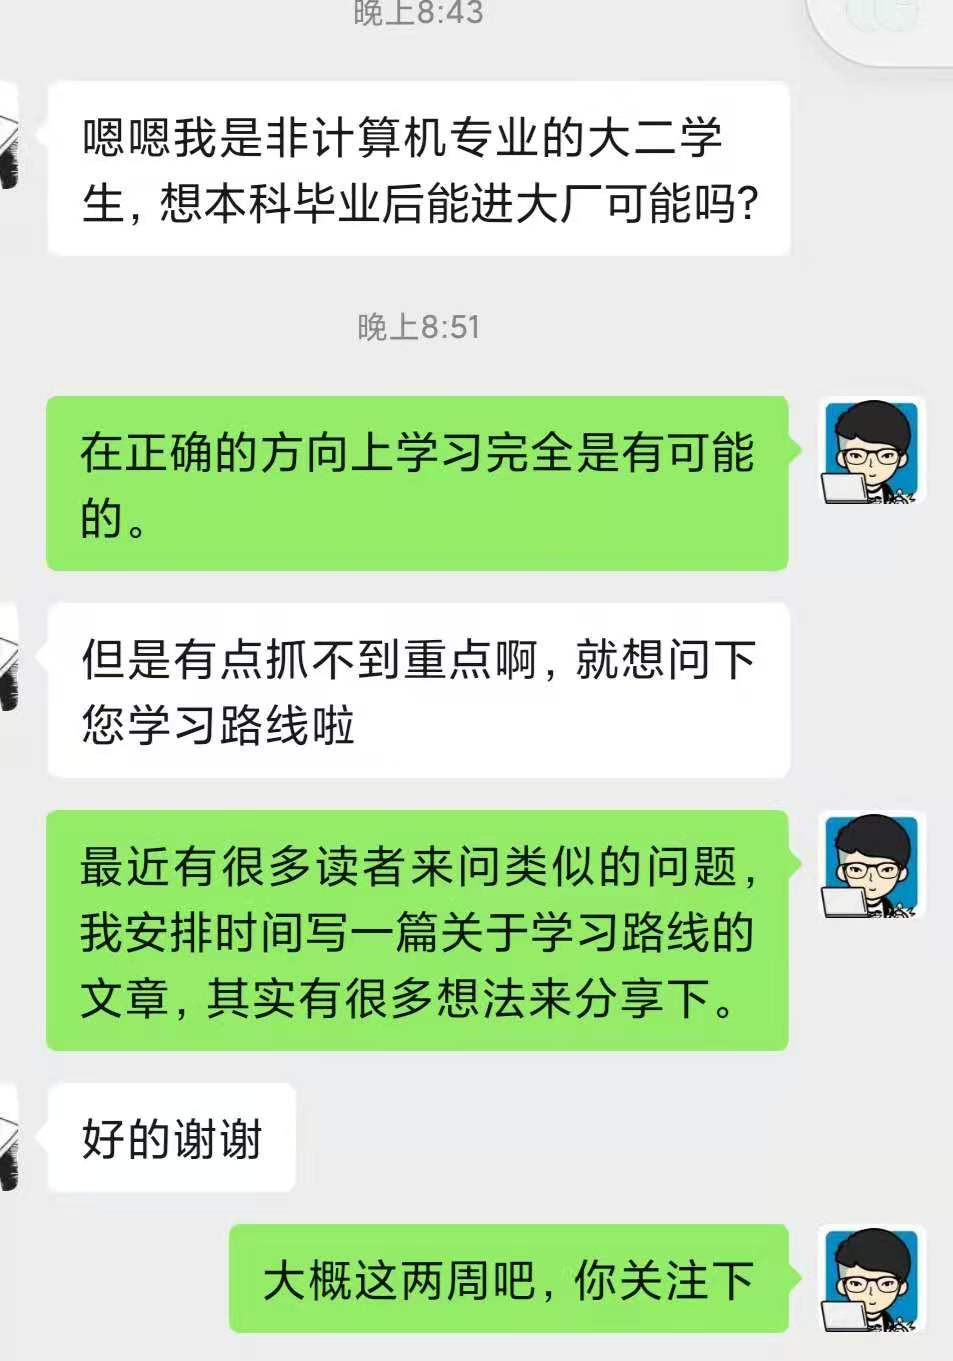 晚上8:43
嗯嗯我是非计算机专业的大二学
生，想本科毕业后能进大厂可能吗？
晚上8:51
在正确的方向上学习完全是有可能
的。
但是有点抓不到重点啊，就想问下
您学习路线啦
最近有很多读者来问类似的问题，
我安排时间写一篇关于学习路线的
文章，其实有很多想法来分享下。
好的谢谢
大概这两周吧，你关注下